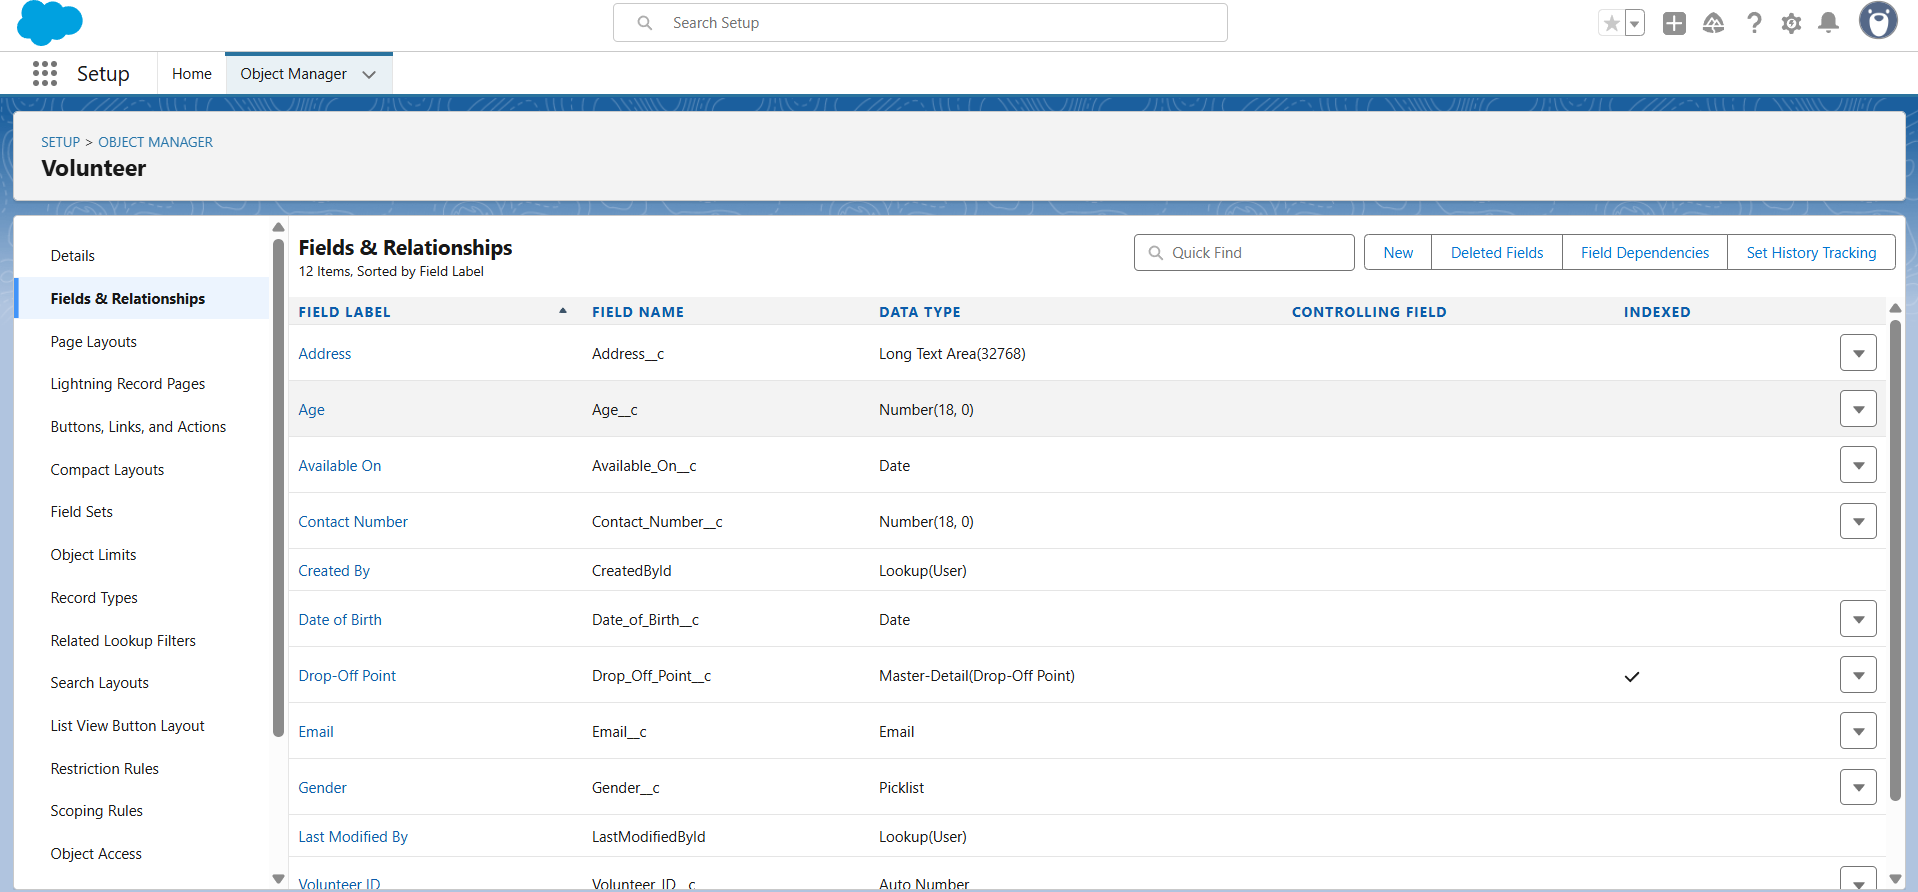 Search Setup
Setup
Home
Object Manager
SETUP > OBJECT MANAGER
Volunteer
Details
Fields & Relationships
Page Layouts
Lightning Record Pages
Buttons, Links, and Actions
Compact Layouts
Field Sets
Object Limits
Record Types
Related Lookup Filters
Search Layouts
List View Button Layout
Restriction Rules
Scoping Rules
Object Access
Fields & Relationships
12 Items, Sorted by Field Label
Quick Find
New
Deleted Fields
Field Dependencies
Set History Tracking
FIELD LABEL FIELD NAME DATA TYPE CONTROLLING FIELD INDEXED
Address Address__c Long Text Area(32768)
Age Age__c Number(18, 0)
Available On Available_On__c Date
Contact Number Contact_Number__c Number(18, 0)
Created By CreatedById Lookup(User)
Date of Birth Date_of_Birth__c Date
Drop-Off Point Drop_Off_Point__c Master-Detail(Drop-Off Point)
Email Email__c Email
Gender Gender__c Picklist
Last Modified By LastModifiedById Lookup(User)
Volunteer ID Volunteer_ID__c Auto Number